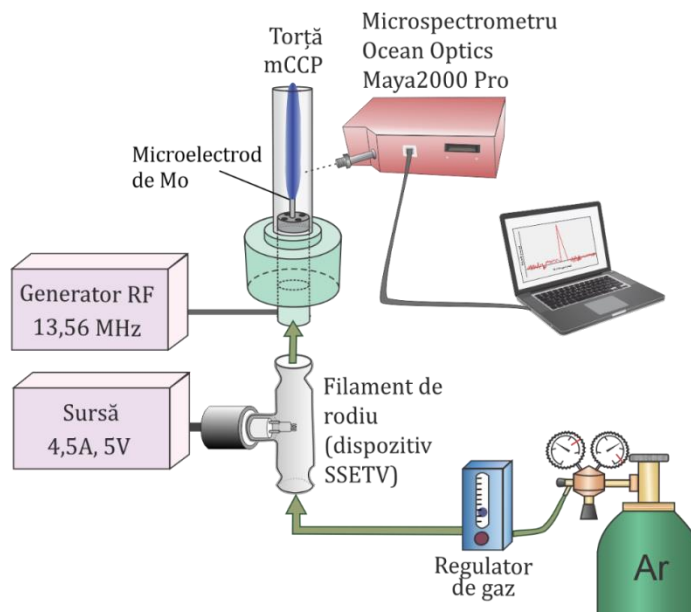 Torță
mCCP
Microspectrometru
Ocean Optics
Maya2000 Pro
Microelectrod
de Mo
Generator RF
13,56 MHz
Sursă
4,5A, 5V
Filament de
rodiu
(dispozitiv
SSETV)
Regulator
de gaz
Ar